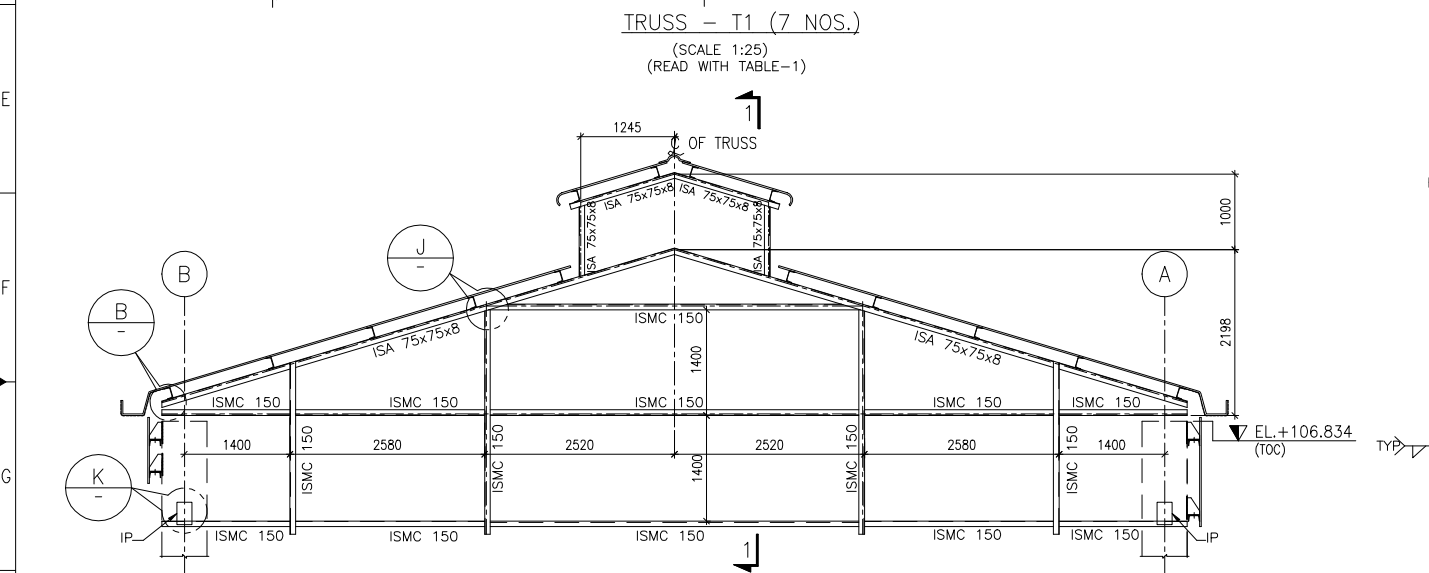 TRUSS - T1 (7 NOS.)
(SCALE 1:25)
(READ WITH TABLE-1)
E
1
1245
C OF TRUSS
ISA 75x75x8
ISA 75x75x8
1000
ISA 75x75x8
ISA 75x75x8
J
-
B
A
F
B
-
ISMC 150
2198
ISA 75x75x8
ISA 75x75x8
1400
ISMC 150
ISMC 150
ISMC 150
ISMC 150
1400
2580
2520
2520
2580
1400
EL.+106.834
(TOC)
TYP
ISMC 150
ISMC 150
ISMC 150
ISMC 150
1400
G
K
-
IP
ISMC 150
ISMC 150
ISMC 150
ISMC 150
ISMC 150
IP
1